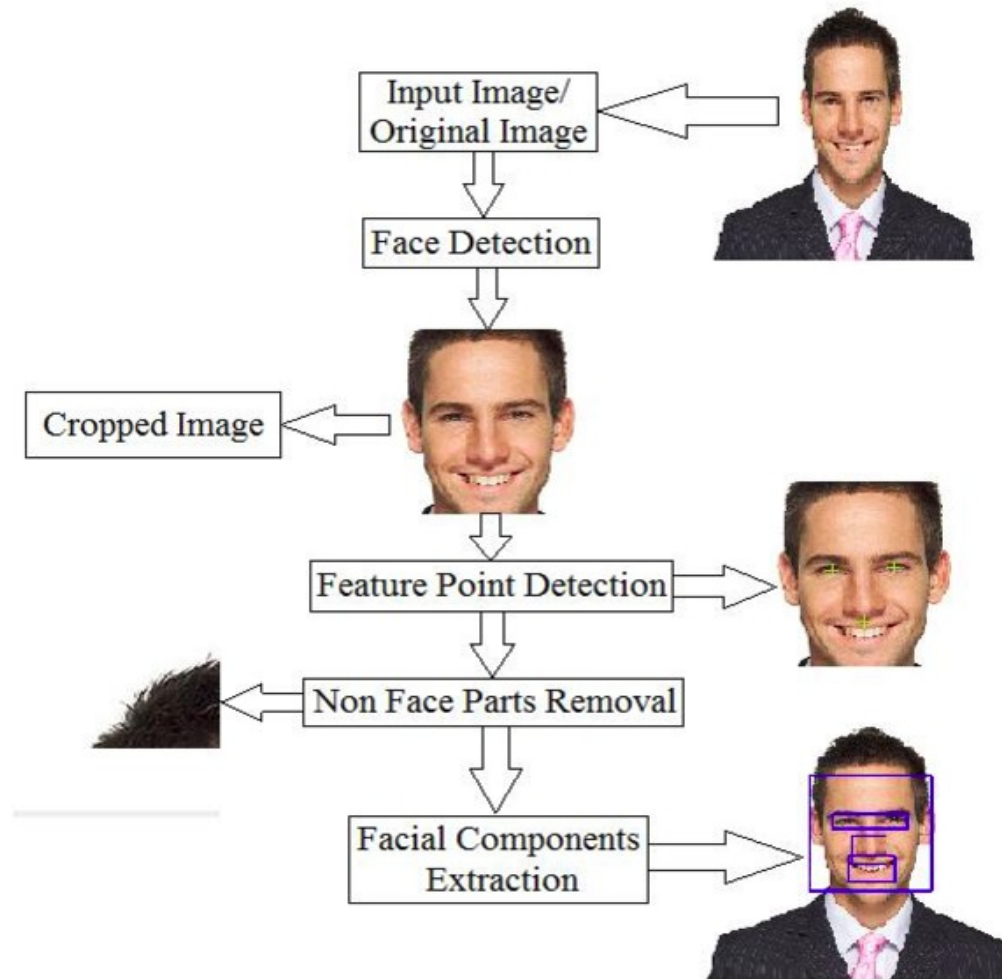 Input Image/
Original Image
Face Detection
Cropped Image
Feature Point Detection
Non Face Parts Removal
Facial Components
Extraction